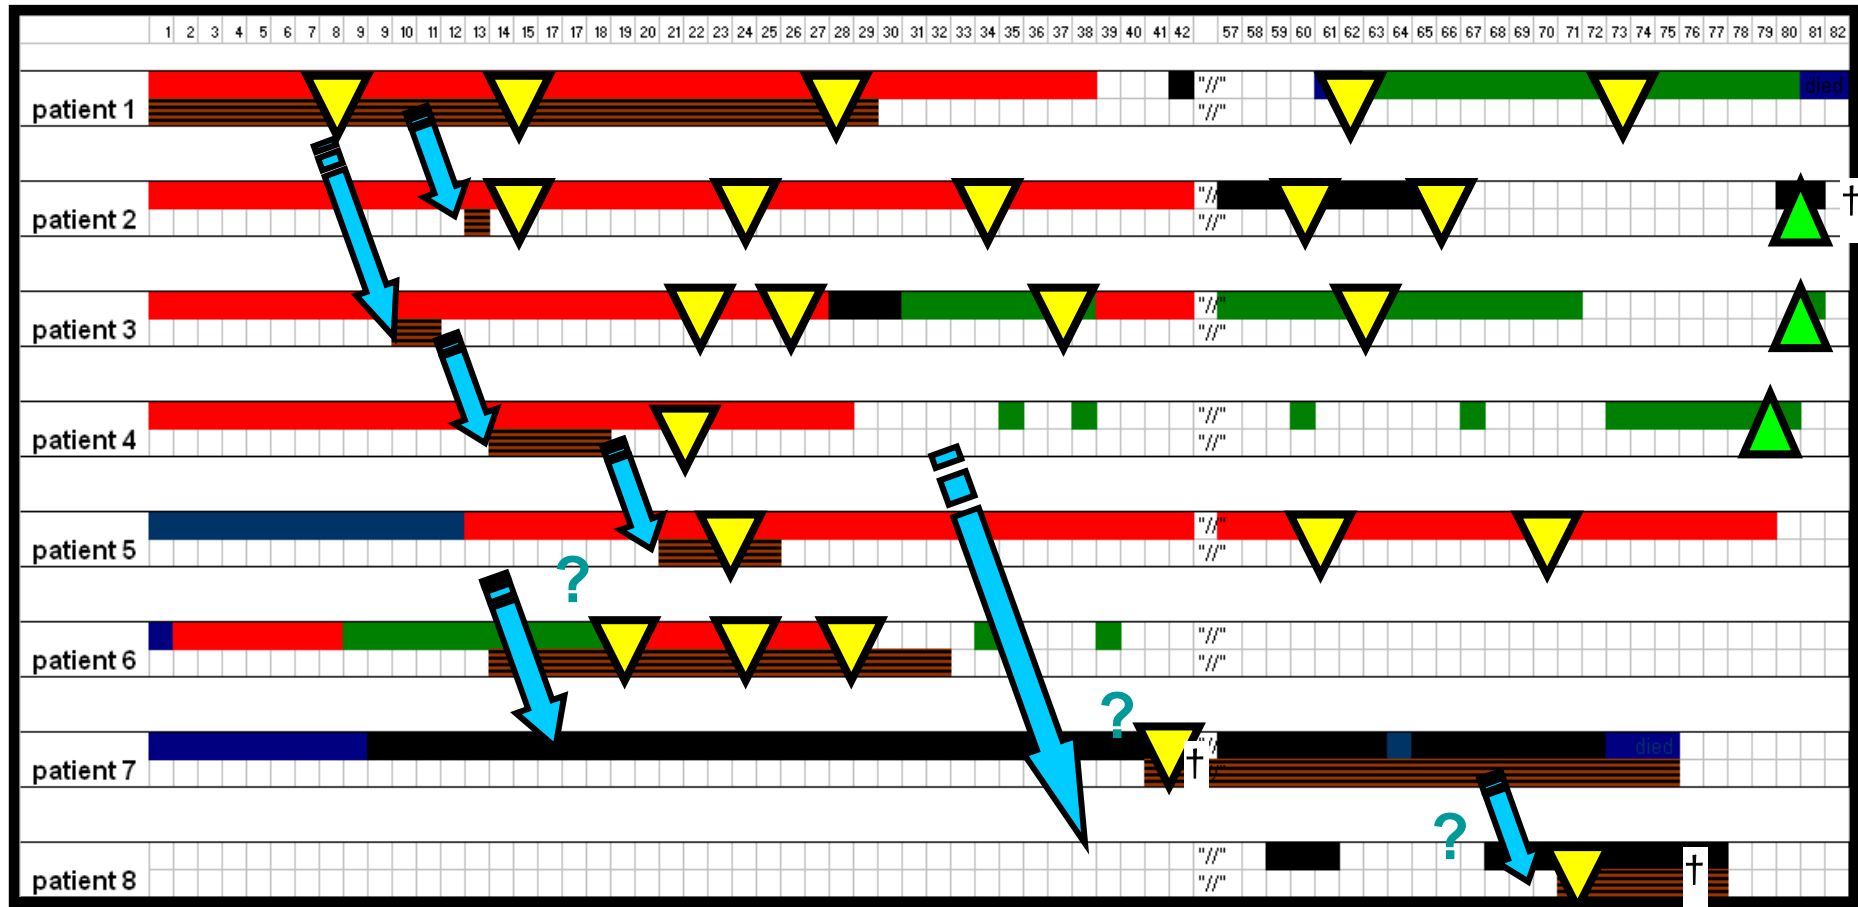 1 2 3 4 5 6 7 8 9 9 10 11 12 13 14 15 17 17 19 19 20 21 22 23 24 25 26 27 28 29 30 31 32 33 34 35 36 37 38 39 40 41 42 57 58 59 60 61 62 63 64 65 66 67 68 69 70 71 73 74 75 76 77 78 79 80 81 82
"//" died
patient 1 "//"
"// †
patient 2 "//"
"//"
patient 3 "//"
"//"
patient 4 "//"
"//"
patient 5 "//"
?
"//"
patient 6 "//"
?
"/ died
patient 7 †
?
"//" †
patient 8 "//"